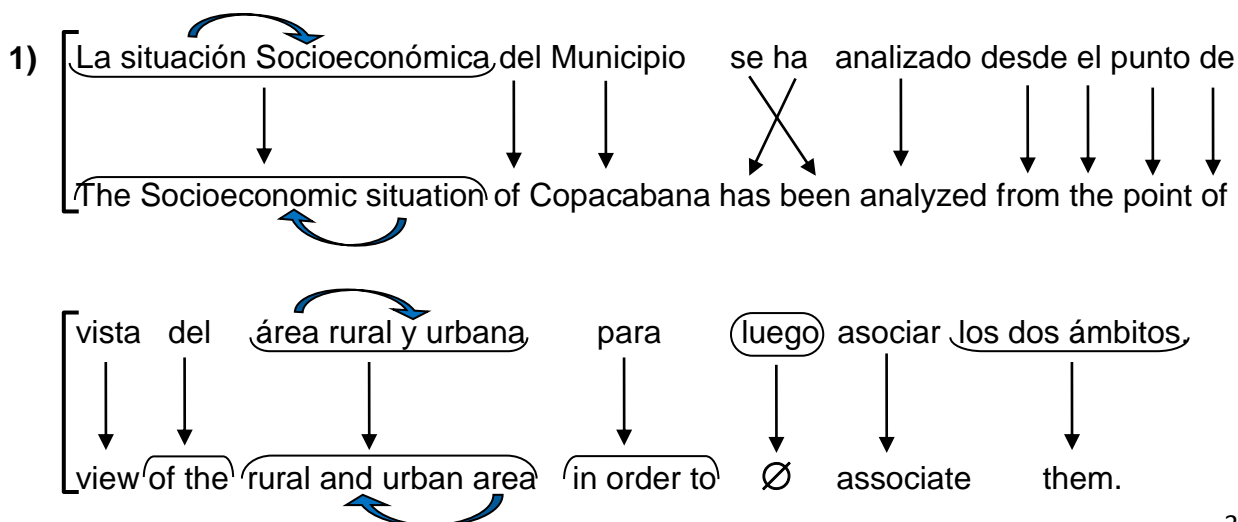 1) La situación Socioeconómica del Municipio se ha analizado desde el punto de
The Socioeconomic situation of Copacabana has been analyzed from the point of
vista del área rural y urbana para luego asociar los dos ámbitos.
view of the rural and urban area in order to Ø associate them.